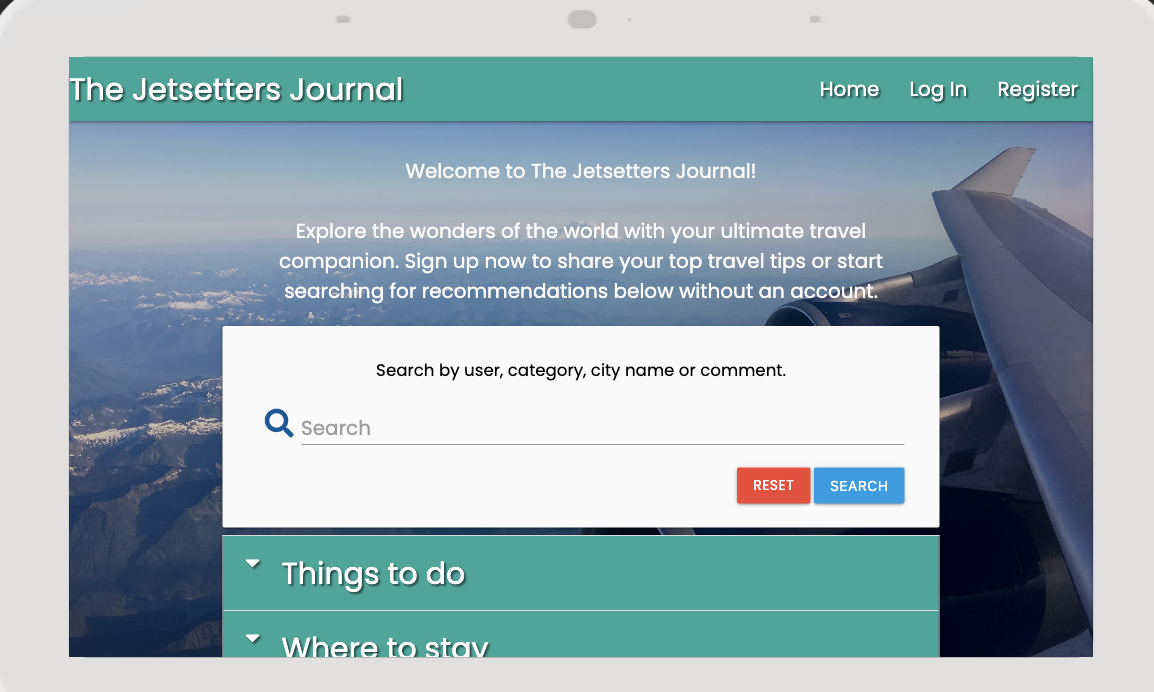 The Jetsetters Journal
Home Log In Register
Welcome to The Jetsetters Journal!
Explore the wonders of the world with your ultimate travel
companion. Sign up now to share your top travel tips or start
searching for recommendations below without an account.
Search by user, category, city name or comment.
Search
RESET SEARCH
Things to do
Where to stay